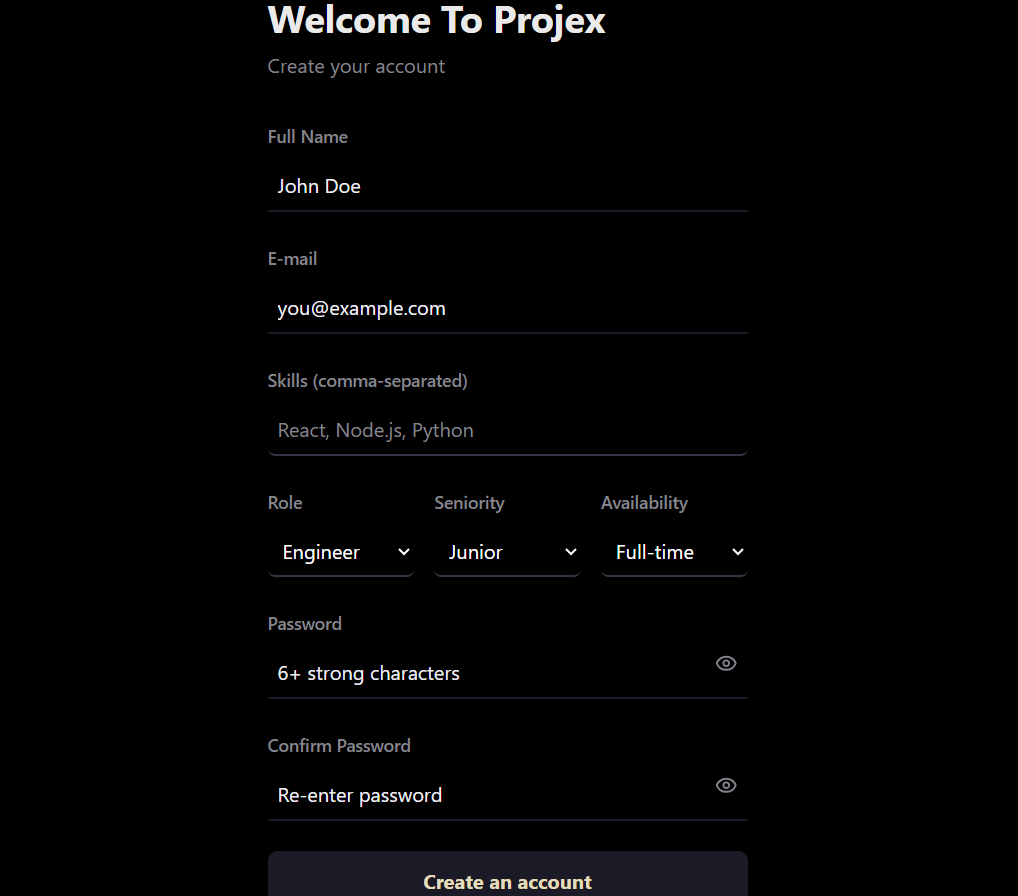 Welcome To Projex
Create your account
Full Name
John Doe
E-mail
you@example.com
Skills (comma-separated)
React, Node.js, Python
Role Seniority Availability
Engineer Junior Full-time
Password
6+ strong characters
Confirm Password
Re-enter password
Create an account